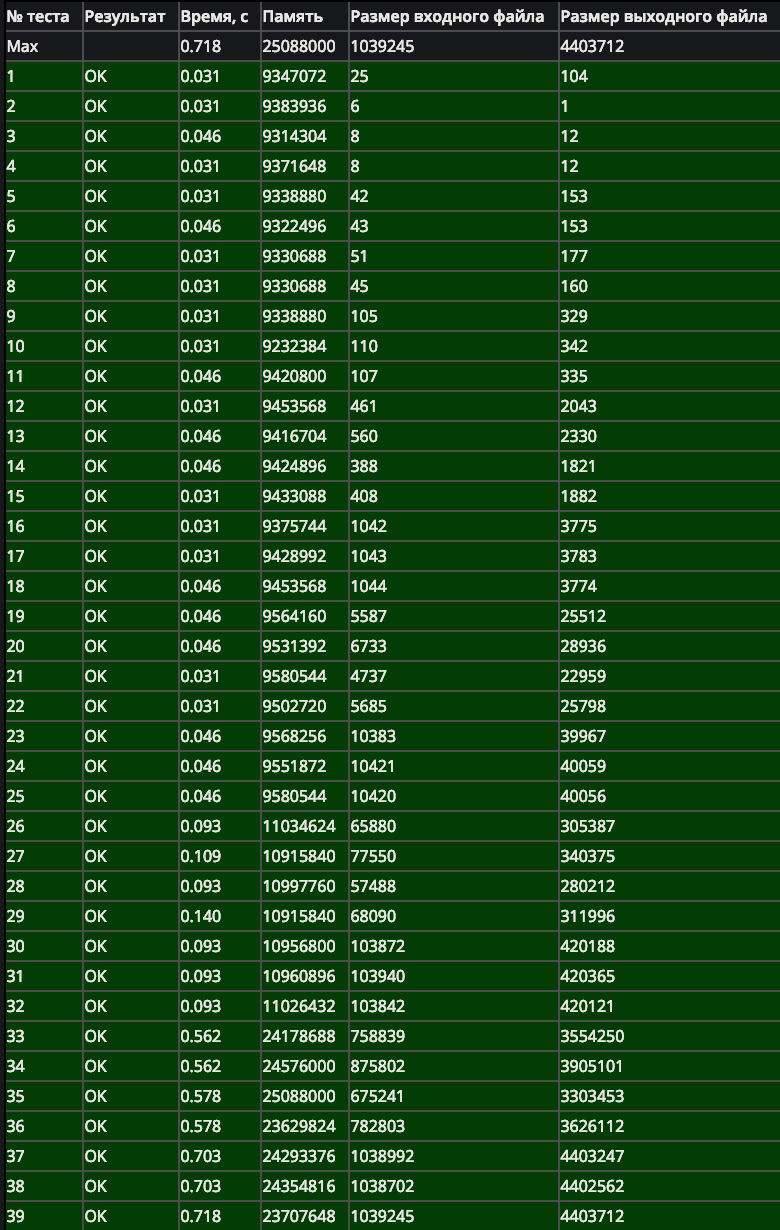 № теста Результат Время, с Память Размер входного файла Размер выходного файла
Max 0.718 25088000 1039245 4403712
1 OK 0.031 9347072 25 104
2 OK 0.031 9383936 6 1
3 OK 0.046 9314304 8 12
4 OK 0.031 9371648 8 12
5 OK 0.031 9338880 42 153
6 OK 0.046 9322496 43 153
7 OK 0.031 9330688 51 177
8 OK 0.031 9330688 45 160
9 OK 0.031 9338880 105 329
10 OK 0.031 9232384 110 342
11 OK 0.046 9420800 107 335
12 OK 0.031 9453568 461 2043
13 OK 0.046 9416704 560 2330
14 OK 0.046 9424896 388 1821
15 OK 0.031 9433088 408 1882
16 OK 0.031 9375744 1042 3775
17 OK 0.031 9428992 1043 3783
18 OK 0.046 9453568 1044 3774
19 OK 0.046 9564160 5587 25512
20 OK 0.046 9531392 6733 28936
21 OK 0.031 9580544 4737 22959
22 OK 0.031 9502720 5685 25798
23 OK 0.046 9568256 10383 39967
24 OK 0.046 9551872 10421 40059
25 OK 0.046 9580544 10420 40056
26 OK 0.093 11034624 65880 305387
27 OK 0.109 10915840 77550 340375
28 OK 0.093 10997760 57488 280212
29 OK 0.140 10915840 68090 311996
30 OK 0.093 10956800 103872 420188
31 OK 0.093 10960896 103940 420365
32 OK 0.093 11026432 103842 420121
33 OK 0.562 24178688 758839 3554250
34 OK 0.562 24576000 875802 3905101
35 OK 0.578 25088000 675241 3303453
36 OK 0.578 23629824 782803 3626112
37 OK 0.703 24293376 1038992 4403247
38 OK 0.703 24354816 1038702 4402562
39 OK 0.718 23707648 1039245 4403712